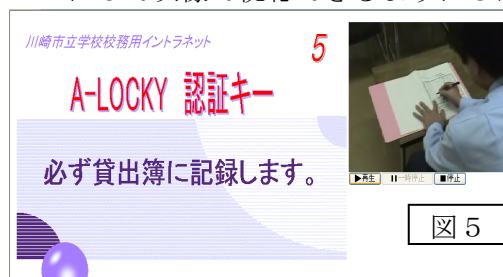 川崎市立学校校務用イントラネット
5
A-LOCKY 認証キー
必ず貸出簿に記録します。
▶再生 ⏸一時停止 ■停止
図５